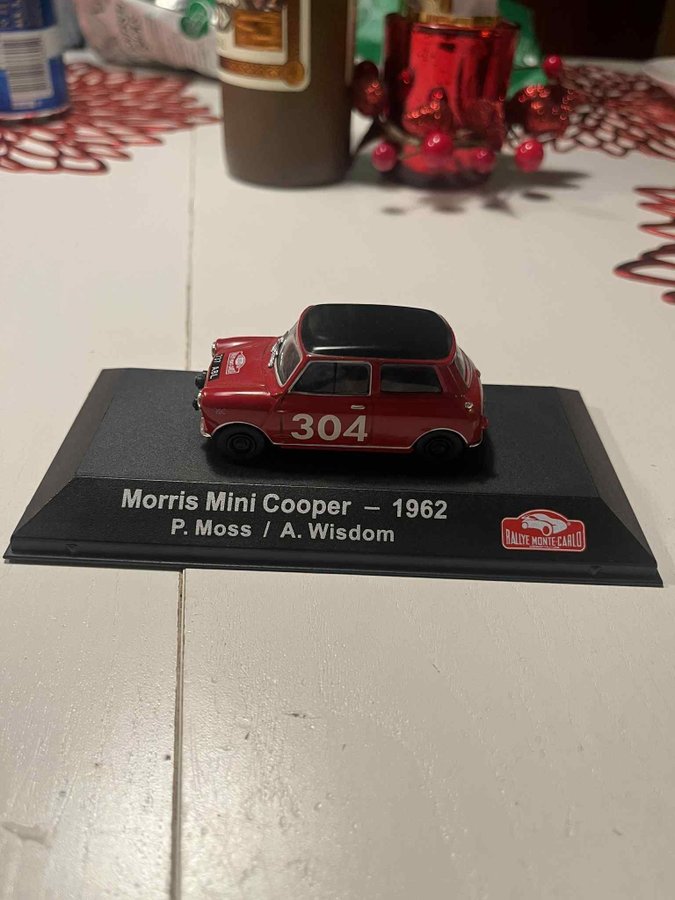 304
Morris Mini Cooper – 1962
P. Moss / A. Wisdom
RALLYE MONTE-CARLO